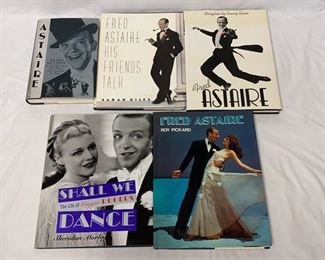 ASTAIRE
FRED
ASTAIRE
HIS
FRIENDS
TALK
SARAH GILES
Fred
ASTAIRE
SHALL WE
The Life of Ginger ROGERS
DANCE
Sheridan Morley
FRED ASTAIRE
ROY PICKARD